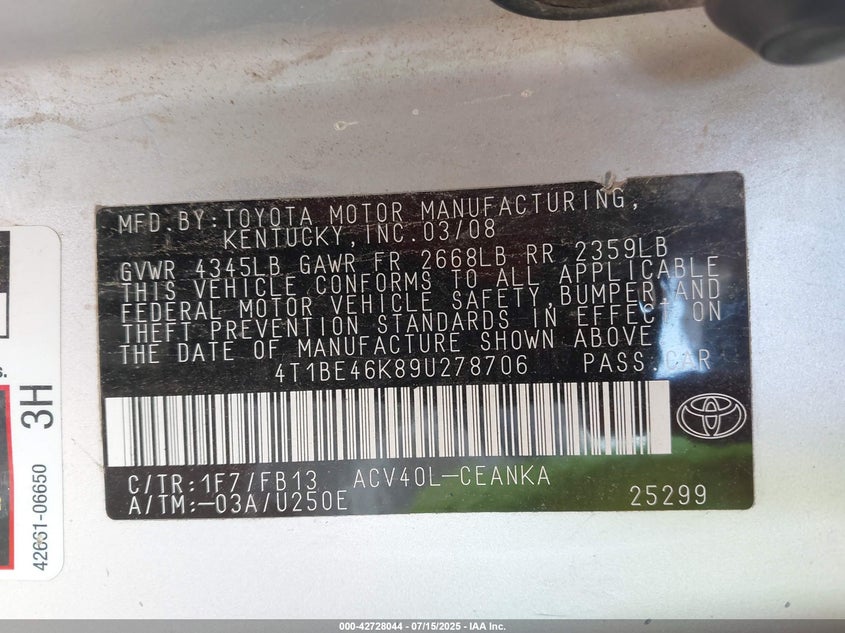 MFD.BY:TOYOTA MOTOR MANUFACTURING,
KENTUCKY,INC.03/08
GVWR 4345LB GAWR FR 2668LB RR 2359LB
THIS VEHICLE CONFORMS TO ALL APPLICABLE
FEDERAL MOTOR VEHICLE SAFETY,BUMPER,AND
THEFT PREVENTION STANDARDS IN EFFECT ON
THE DATE OF MANUFACTURE SHOWN ABOVE
4T1BE46K89U278706 PASS.CAR
C/TR:1F7/FB13 ACV40L-CEANKA
A/TM:-03A/U250E 25299
s.
3H
42661-06650
000-42728044 / 07/15/2025 - IAA Inc.